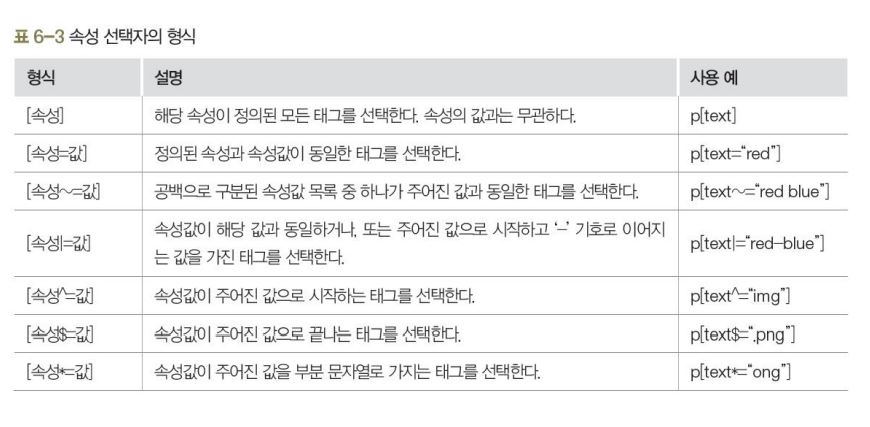 표 6-3 속성 선택자의 형식
형식 설명 사용 예
[속성] 해당 속성이 정의된 모든 태그를 선택한다. 속성의 값과는 무관하다. p[text]
[속성=값] 정의된 속성과 속성값이 동일한 태그를 선택한다. p[text=“red”]
[속성~=값] 공백으로 구분된 속성값 목록 중 하나가 주어진 값과 동일한 태그를 선택한다. p[text~=“red blue”]
[속성|=값] 속성값이 해당 값과 동일하거나, 또는 주어진 값으로 시작하고 ‘-’ 기호로 이어지 p[text|=“red-blue”]
는 값을 가진 태그를 선택한다.
[속성^=값] 속성값이 주어진 값으로 시작하는 태그를 선택한다. p[text^=“img”]
[속성$=값] 속성값이 주어진 값으로 끝나는 태그를 선택한다. p[text$=“.png”]
[속성*=값] 속성값이 주어진 값을 부분 문자열로 가지는 태그를 선택한다. p[text*=“ong”]